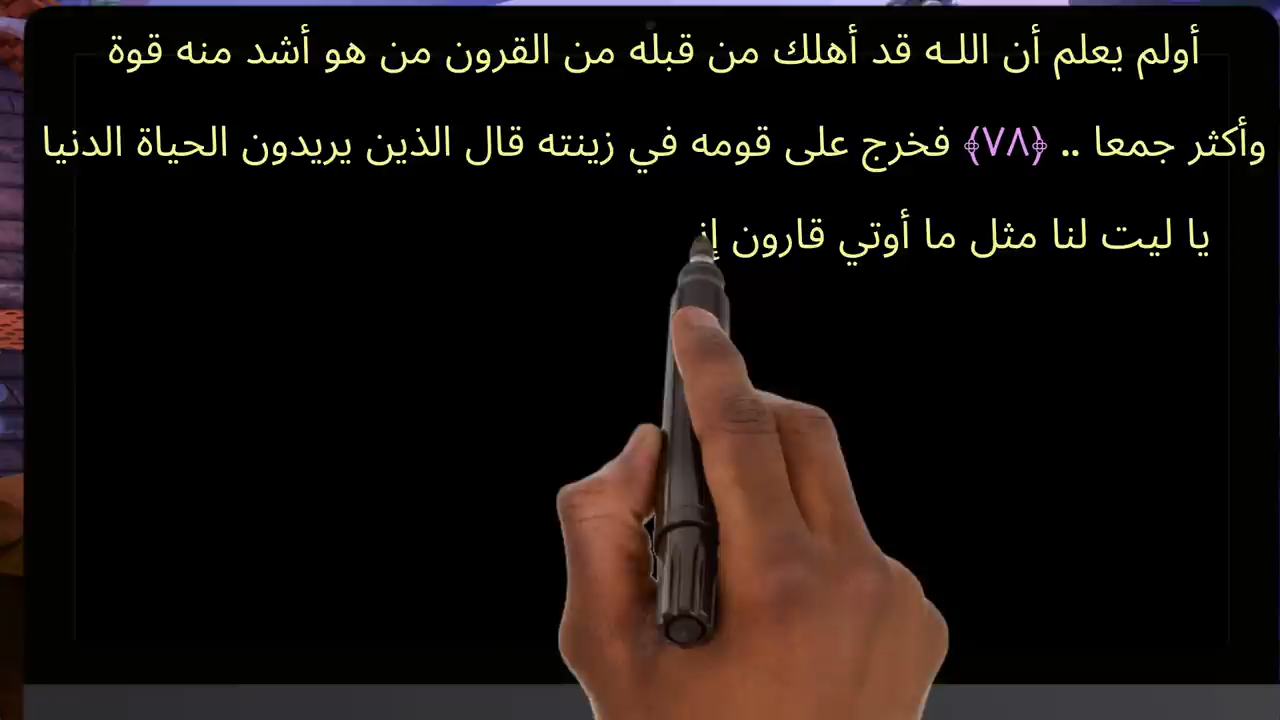 أولم يعلم أن اللـه قد أهلك من قبله من القرون من هو أشد منه قوة
وأكثر جمعا .. ﴿٧٨﴾ فخرج على قومه في زينته قال الذين يريدون الحياة الدنيا
يا ليت لنا مثل ما أوتي قارون